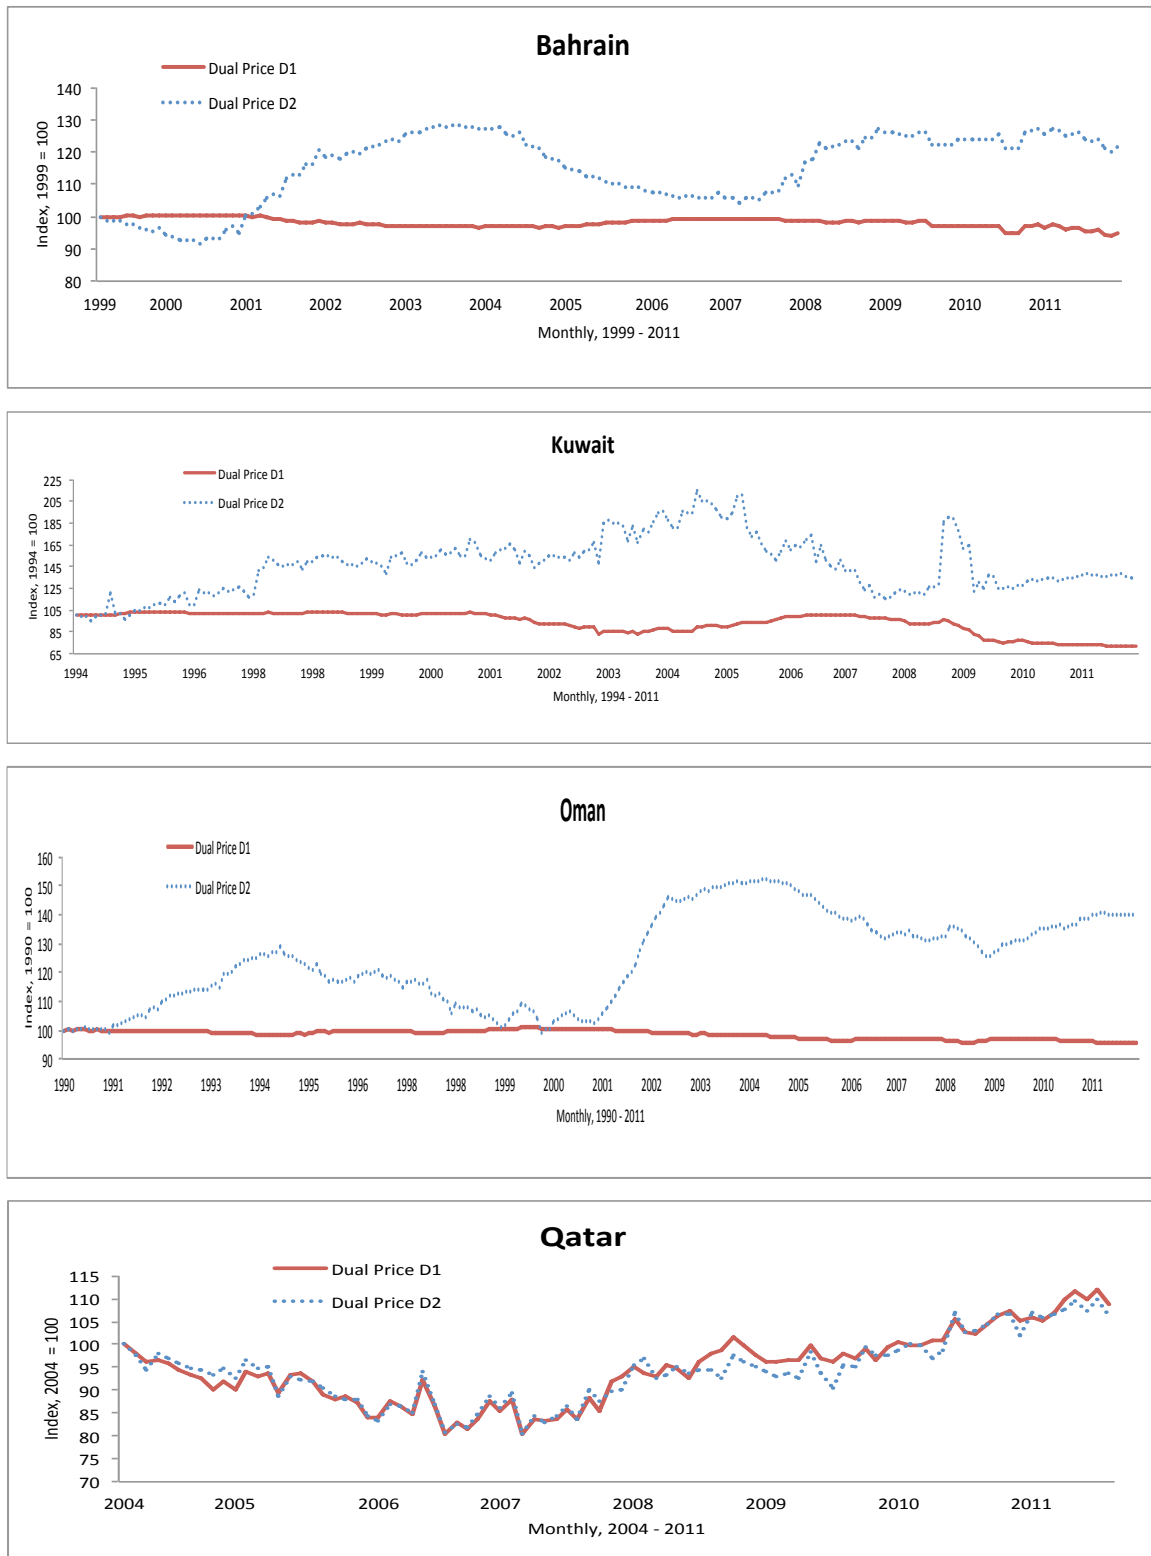 Bahrain
Dual Price D1
Dual Price D2
Index, 1999 = 100
140
130
120
110
100
90
80
1999 2000 2001 2002 2003 2004 2005 2006 2007 2008 2009 2010 2011
Monthly, 1999 - 2011
Kuwait
Dual Price D1
Dual Price D2
Index, 1994 = 100
225
205
185
165
145
125
105
85
65
1994 1995 1996 1998 1998 1999 2000 2001 2002 2003 2004 2005 2006 2007 2008 2009 2010 2011
Monthly, 1994 - 2011
Oman
Dual Price D1
Dual Price D2
Index, 1990 = 100
160
150
140
130
120
110
100
90
1990 1991 1992 1993 1994 1995 1996 1998 1998 1999 2000 2001 2002 2003 2004 2005 2006 2007 2008 2009 2010 2011
Monthly, 1990 - 2011
Qatar
Dual Price D1
Dual Price D2
Index, 2004 = 100
115
110
105
100
95
90
85
80
75
70
2004 2005 2006 2007 2008 2009 2010 2011
Monthly, 2004 - 2011